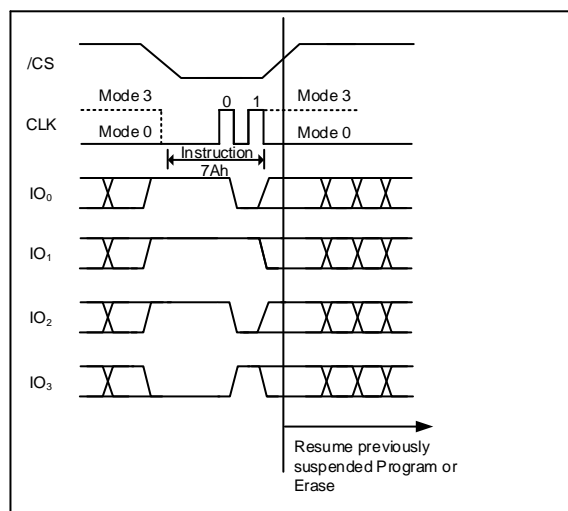 /CS
Mode 3 0 1 Mode 3
CLK
Mode 0 Mode 0
Instruction
7Ah
IO₀
IO₁
IO₂
IO₃
Resume previously
suspended Program or
Erase